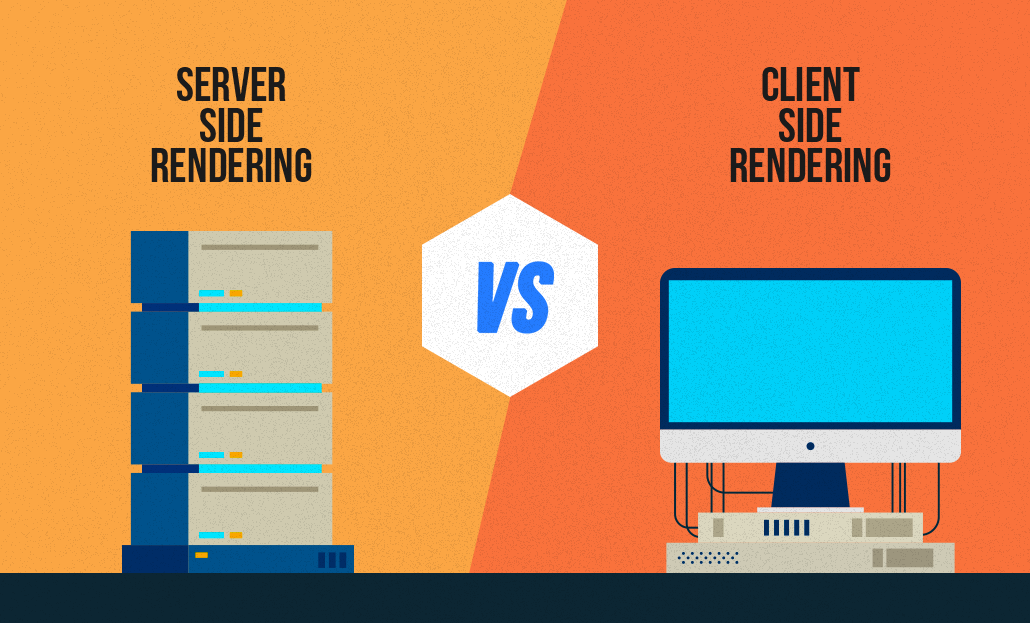 SERVER
SIDE
RENDERING
VS
CLIENT
SIDE
RENDERING